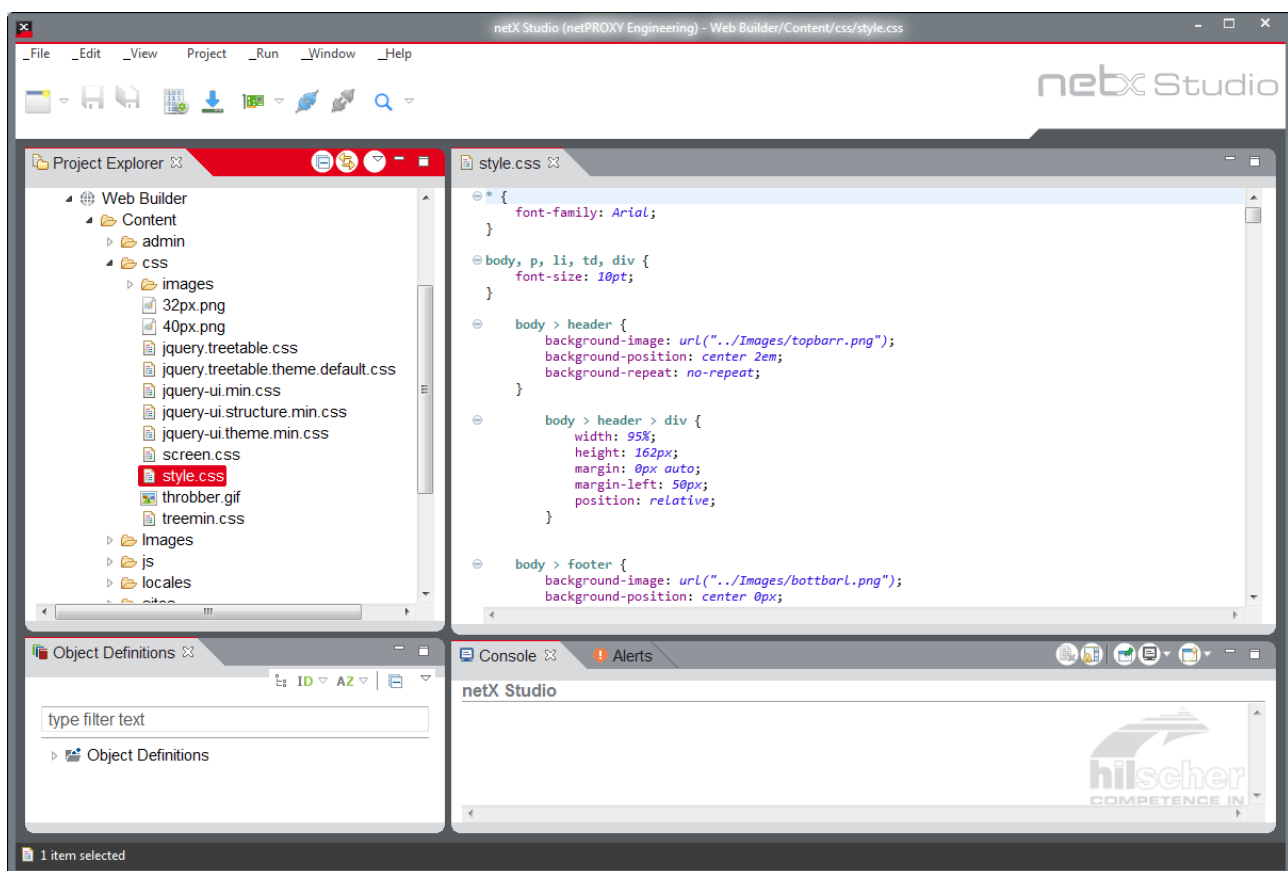 netX Studio (netPROXY Engineering) - Web Builder/Content/css/style.css
_File _Edit _View Project _Run _Window _Help
netX Studio
Project Explorer
Web Builder
Content
admin
css
images
32px.png
40px.png
jquery.treetable.css
jquery.treetable.theme.default.css
jquery-ui.min.css
jquery-ui.structure.min.css
jquery-ui.theme.min.css
screen.css
style.css
throbber.gif
treemin.css
Images
js
locales
style.css
* {
font-family: Arial;
}
body, p, li, td, div {
font-size: 10pt;
}
body > header {
background-image: url("../Images/topbarr.png");
background-position: center 2em;
background-repeat: no-repeat;
}
body > header > div {
width: 95%;
height: 162px;
margin: 0px auto;
margin-left: 50px;
position: relative;
}
body > footer {
background-image: url("../Images/bottbarl.png");
background-position: center 0px;
Object Definitions
ID AZ
type filter text
Object Definitions
Console Alerts
netX Studio
hilscher
COMPETENCE IN
1 item selected